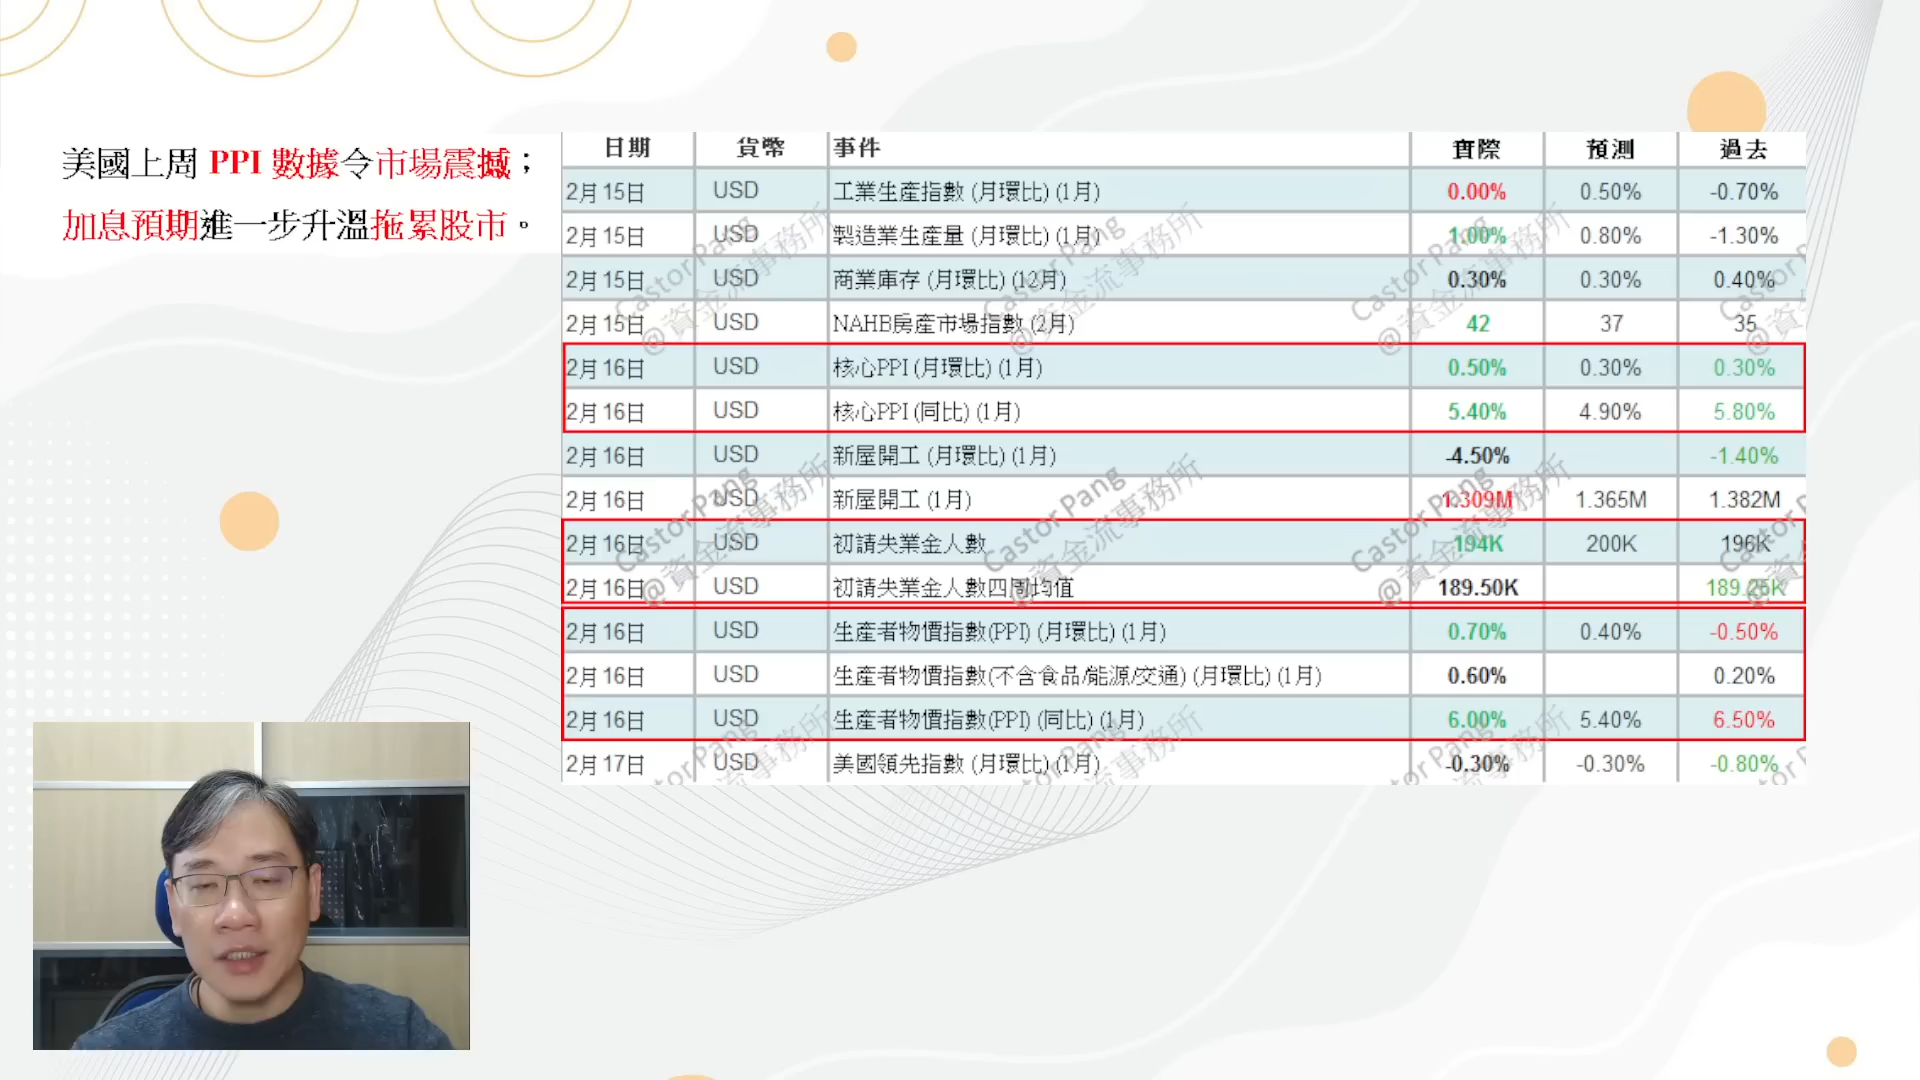 美國上周 PPI 數據令市場震撼；
加息預期進一步升溫拖累股市。
日期 貨幣 事件 實際 預測 過去
2月15日 USD 工業生產指數 (月環比) (1月) 0.00% 0.50% -0.70%
2月15日 USD 製造業生產量 (月環比) (1月) 1.00% 0.80% -1.30%
2月15日 USD 商業庫存 (月環比) (12月) 0.30% 0.30% 0.40%
2月15日 USD NAHB房產市場指數 (2月) 42 37 35
2月16日 USD 核心PPI (月環比) (1月) 0.50% 0.30% 0.30%
2月16日 USD 核心PPI (同比) (1月) 5.40% 4.90% 5.80%
2月16日 USD 新屋開工 (月環比) (1月) -4.50% -1.40%
2月16日 USD 新屋開工 (1月) 1.309M 1.365M 1.382M
2月16日 USD 初請失業金人數 194K 200K 196K
2月16日 USD 初請失業金人數四周均值 189.50K 189.25K
2月16日 USD 生產者物價指數(PPI) (月環比) (1月) 0.70% 0.40% -0.50%
2月16日 USD 生產者物價指數(不含食品/能源/交通) (月環比) (1月) 0.60% 0.20%
2月16日 USD 生產者物價指數(PPI) (同比) (1月) 6.00% 5.40% 6.50%
2月17日 USD 美國領先指數 (月環比) (1月) -0.30% -0.30% -0.80%
Castor Pang
@資金流事務所